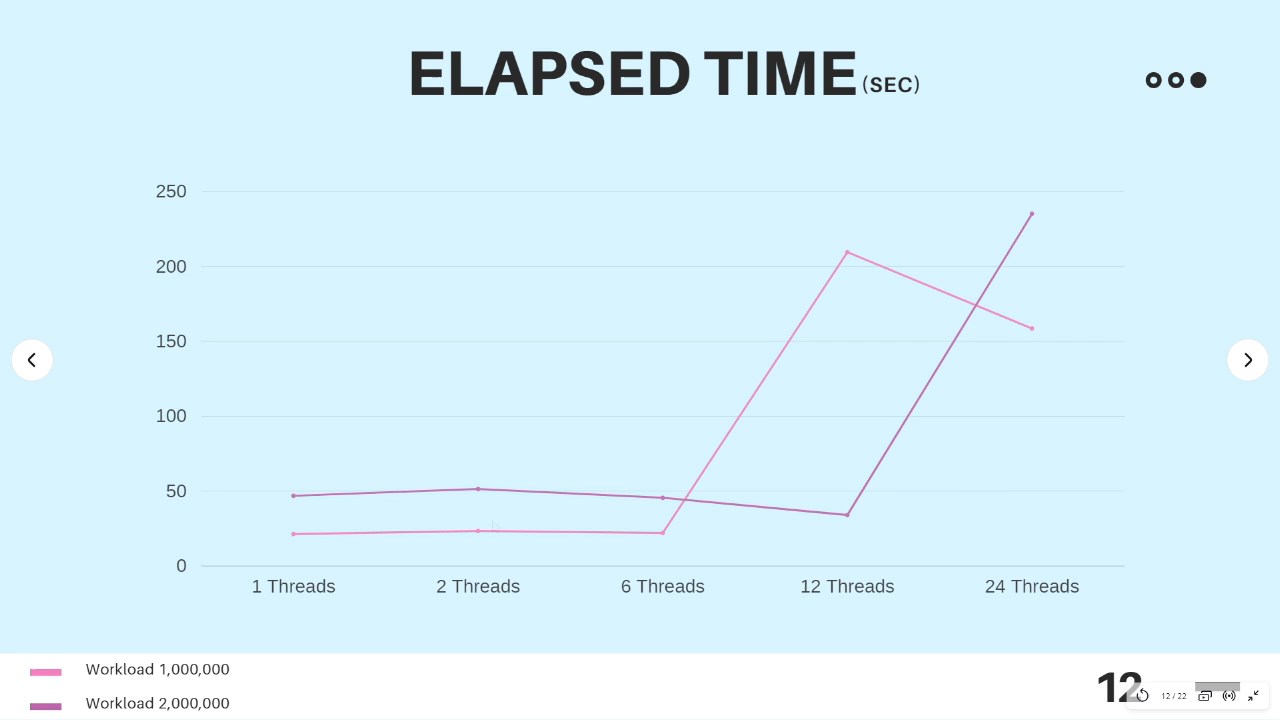 ELAPSED TIME (SEC)
250
200
150
100
50
0
1 Threads
2 Threads
6 Threads
12 Threads
24 Threads
Workload 1,000,000
Workload 2,000,000
12
12 / 22